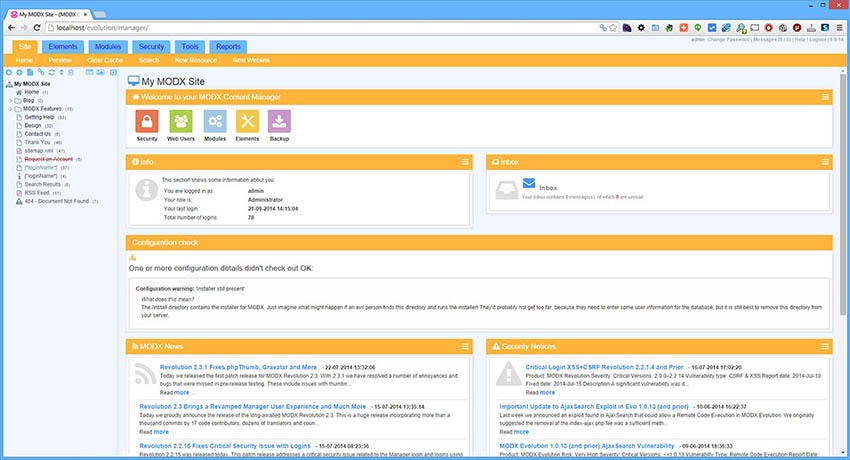 My MODX Site - (MODX C
localhost/evolution/manager/
Site Elements Modules Security Tools Reports
admin Change Password | Messages (0 / 0) | Help | Logout | 1.0.14
Home Preview Clear Cache Search New Resource New Weblink
My MODX Site
Home (1)
Blog (2)
MODX Features (15)
Getting Help (33)
Design (32)
Contact Us (6)
Thank You (46)
sitemap.xml (47)
Request an Account (5)
[*loginName*] (37)
[*loginName*] (4)
Search Results (8)
RSS Feed (11)
404 - Document Not Found (7)
My MODX Site
Welcome to your MODX Content Manager
Security Web Users Modules Elements Backup
Info
This section shows some information about you:
You are logged in as: admin
Your role is: Administrator
Your last login: 21-09-2014 14:15:04
Total number of logins: 78
Inbox
Inbox
Your Inbox contains 0 message(s), of which 0 are unread.
Configuration check
One or more configuration details didn't check out OK:
Configuration warning: 'Installer still present'
What does this mean?
The /install directory contains the installer for MODX. Just imagine what might happen if an evil person finds this directory and runs the installer! They'd probably not get too far, because they need to enter some user information for the database, but it is still best to remove this directory from
your server.
MODX News
Revolution 2.3.1 Fixes phpThumb, Gravatar and More - 22-07-2014 13:32:06
Today we released the first patch release for MODX Revolution 2.3. With 2.3.1 we have resolved a number of annoyances and
bugs that were missed in pre-release testing. These include issues with thumbn...
Read more
Revolution 2.3 Brings a Revamped Manager User Experience and Much More - 15-07-2014 13:35:14
Today we proudly announce the release of the long-awaited MODX Revolution 2.3. This is a huge release incorporating more than a
thousand commits by 17 code contributors, dozens of translators and coun...
Read more
Revolution 2.2.15 Fixes Critical Security Issue with Logins - 15-07-2014 08:23:36
Revolution 2.2.15 was released today. This patch release addresses a critical security issue related to the Manager login and logins using
Security Notices
Critical Login XSS+CSRF Revolution 2.2.1.4 and Prior - 16-07-2014 17:02:20
Product: MODX Revolution Severity: Critical Versions: 2.0.0–2.2.14 Vulnerability type: CSRF & XSS Report date: 2014-Jul-10
Fixed date: 2014-Jul-15 Description A significant vulnerability was d...
Read more
Important Update to AjaxSearch Exploit in Evo 1.0.13 (and prior) - 10-06-2014 16:22:37
Last week we announced an exploit found in AjaxSearch that could allow a Remote Code Execution in MODX Evolution. We originally
suggested the removal of the index-ajax.php file was a sufficient meth...
Read more
MODX Evolution 1.0.13 (and prior) AjaxSearch Vulnerability - 09-06-2014 18:36:33
Product: MODX Evolution Risk: Very High Severity: Critical Versions: <=1.0.13 Vulnerability Type: Remote Code Execution Report Date: